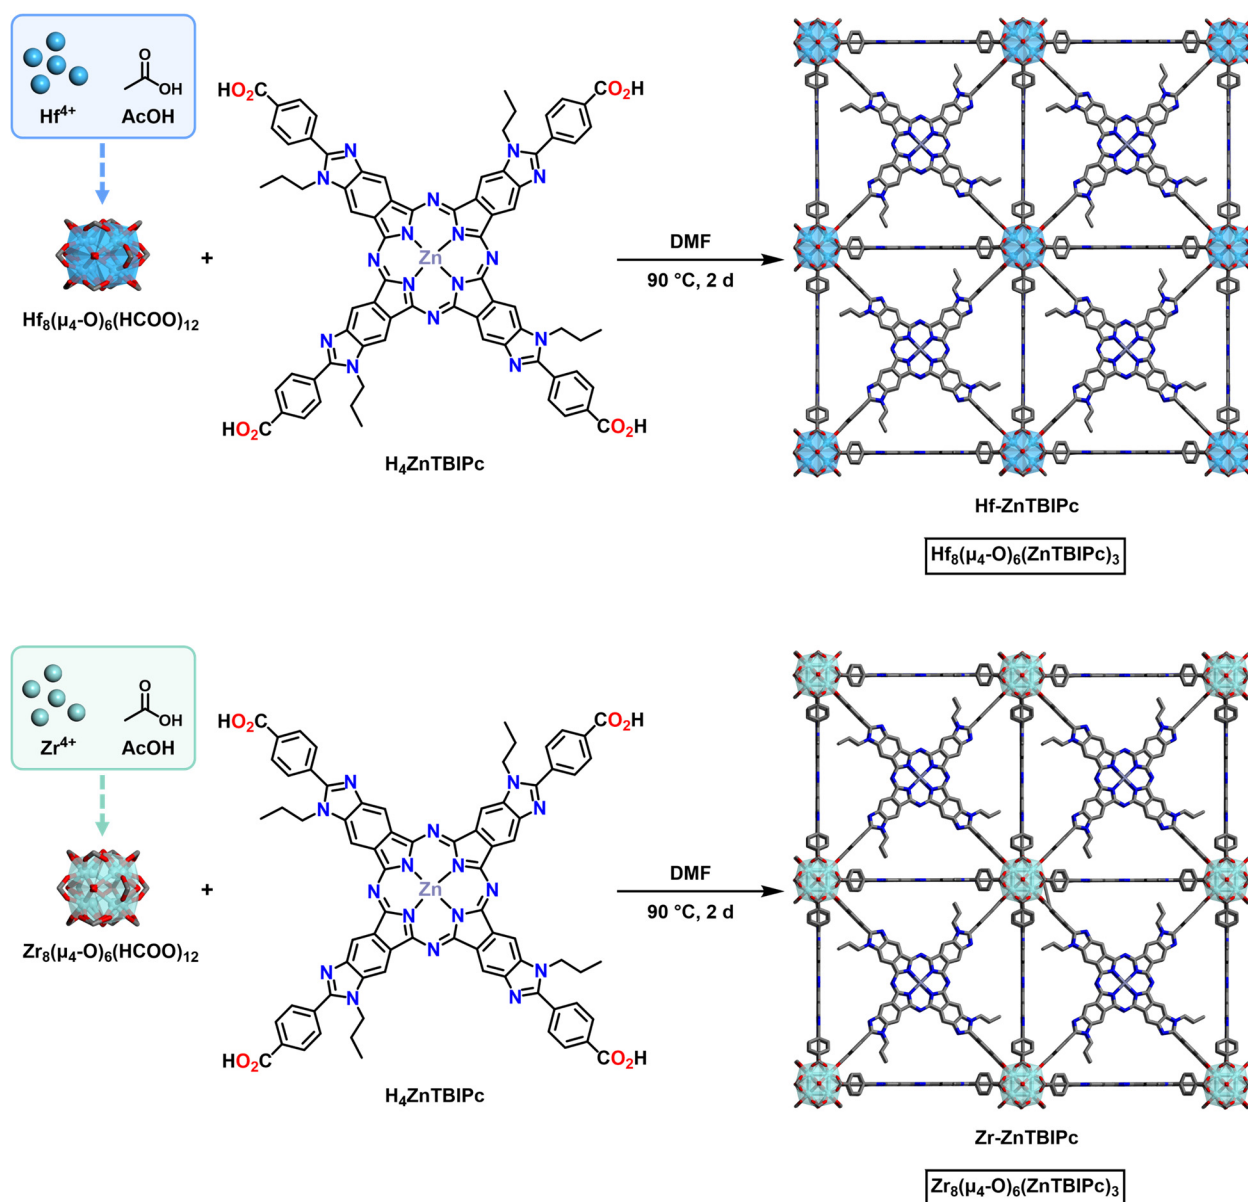 O
OH
Hf4+
AcOH
Hf8(μ4-O)6(HCOO)12
+
HO2C
CO2H
N
N
N
N
N
N
N
N
N
N
Zn
N
N
N
N
N
N
HO2C
CO2H
H4ZnTBIPc
DMF
90 °C, 2 d
Hf-ZnTBIPc
Hf8(μ4-O)6(ZnTBIPc)3
O
OH
Zr4+
AcOH
Zr8(μ4-O)6(HCOO)12
+
HO2C
CO2H
N
N
N
N
N
N
N
N
N
N
Zn
N
N
N
N
N
N
HO2C
CO2H
H4ZnTBIPc
DMF
90 °C, 2 d
Zr-ZnTBIPc
Zr8(μ4-O)6(ZnTBIPc)3